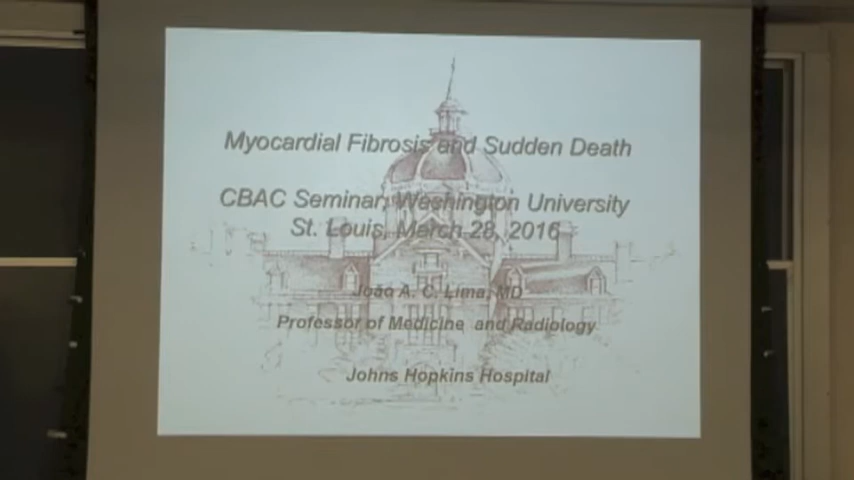 Myocardial Fibrosis and Sudden Death
CBAC Seminar, Washington University
St. Louis, March 28, 2016
João A. C. Lima, MD
Professor of Medicine and Radiology
Johns Hopkins Hospital